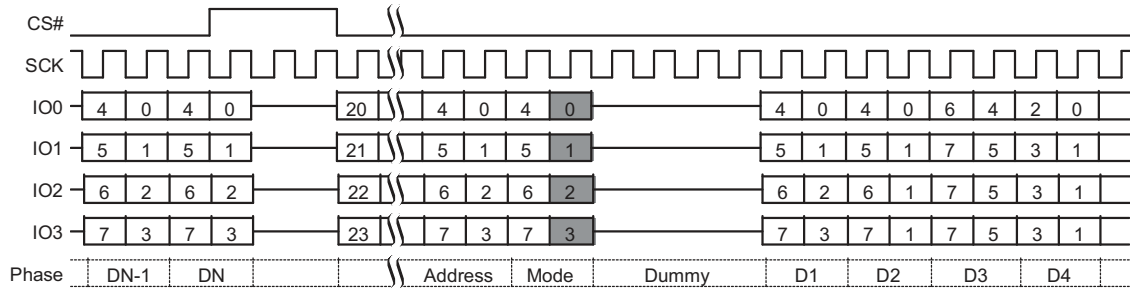 CS#
SCK
IO0 4 0 4 0 20 4 0 4 0 4 0 4 0 6 4 2 0
IO1 5 1 5 1 21 5 1 5 1 5 1 5 1 7 5 3 1
IO2 6 2 6 2 22 6 2 6 2 6 2 6 1 7 5 3 1
IO3 7 3 7 3 23 7 3 7 3 7 3 7 1 7 5 3 1
Phase DN-1 DN Address Mode Dummy D1 D2 D3 D4